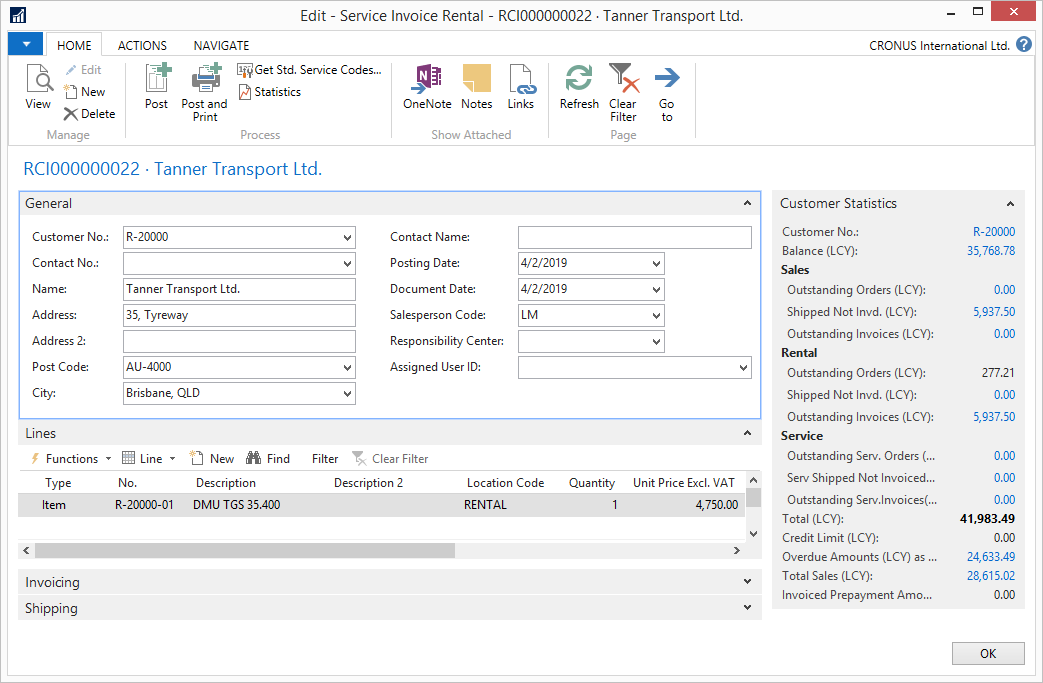 Edit - Service Invoice Rental - RCI000000022 · Tanner Transport Ltd.
HOME ACTIONS NAVIGATE CRONUS International Ltd. ?
View
Edit
New
Delete
Manage
Post
Post and Print
Get Std. Service Codes...
Statistics
Process
OneNote
Notes
Links
Show Attached
Refresh
Clear Filter
Go to
Page
RCI000000022 · Tanner Transport Ltd.
General
Customer No.: R-20000
Contact No.:
Name: Tanner Transport Ltd.
Address: 35, Tyreway
Address 2:
Post Code: AU-4000
City: Brisbane, QLD
Contact Name:
Posting Date: 4/2/2019
Document Date: 4/2/2019
Salesperson Code: LM
Responsibility Center:
Assigned User ID:
Lines
Functions Line New Find Filter Clear Filter
Type No. Description Description 2 Location Code Quantity Unit Price Excl. VAT
Item R-20000-01 DMU TGS 35.400 RENTAL 1 4,750.00
Invoicing
Shipping
Customer Statistics
Customer No.: R-20000
Balance (LCY): 35,768.78
Sales
Outstanding Orders (LCY): 0.00
Shipped Not Invd. (LCY): 5,937.50
Outstanding Invoices (LCY): 0.00
Rental
Outstanding Orders (LCY): 277.21
Shipped Not Invd. (LCY): 0.00
Outstanding Invoices (LCY): 5,937.50
Service
Outstanding Serv. Orders (... 0.00
Serv Shipped Not Invoiced... 0.00
Outstanding Serv.Invoices(... 0.00
Total (LCY): 41,983.49
Credit Limit (LCY): 0.00
Overdue Amounts (LCY) as ... 24,633.49
Total Sales (LCY): 28,615.02
Invoiced Prepayment Amo... 0.00
OK